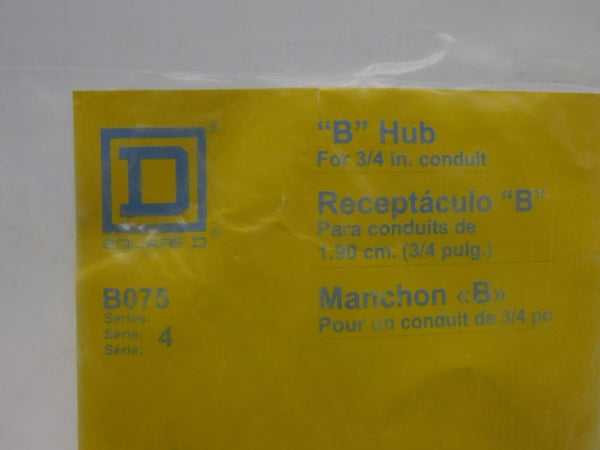 D
®
SQUARE D®
B075
Series:
Serie: 4
Série:
“B” Hub
For 3/4 in. conduit
Receptáculo “B”
Para conduits de
1.90 cm. (3/4 pulg.)
Manchon «B»
Pour un conduit de 3/4 po